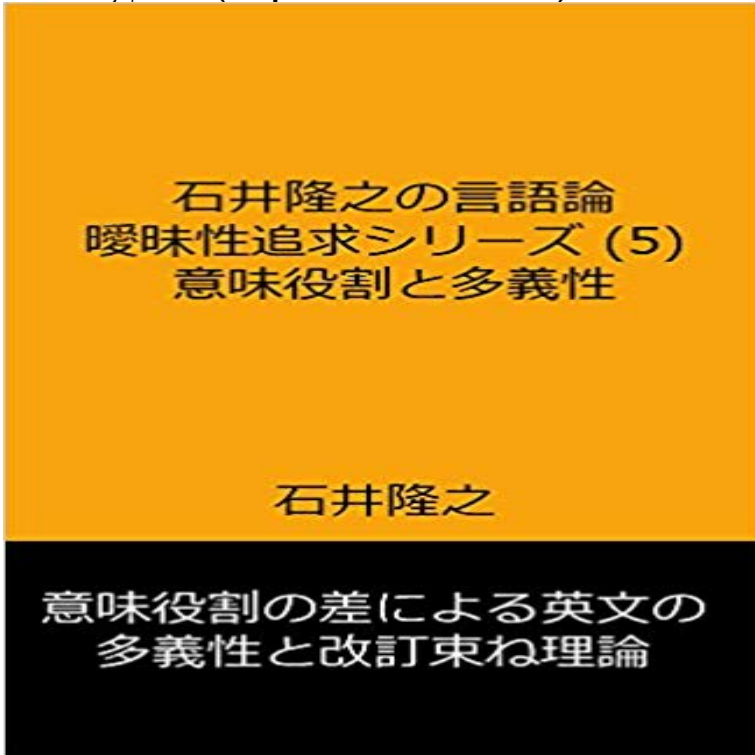 石井隆之の言語論
曖昧性追求シリーズ (5)
意味役割と多義性
石井隆之
意味役割の差による英文の
多義性と改訂束ね理論